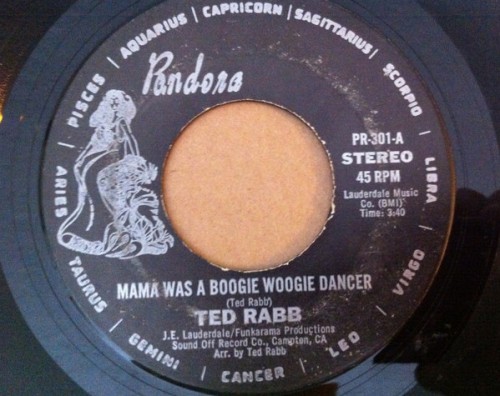 PISCES | AQUARIUS | CAPRICORN | SAGITTARIUS | SCORPIO | LIBRA | VIRGO | LEO | CANCER | GEMINI | TAURUS | ARIES |
Pandora
PR-301-A
STEREO
45 RPM
Lauderdale Music
Co. (BMI)
Time: 3:40
MAMA WAS A BOOGIE WOOGIE DANCER
(Ted Rabb)
TED RABB
J.E. Lauderdale/Funkarama Productions
Sound Off Record Co., Campton, CA
Arr. by Ted Rabb